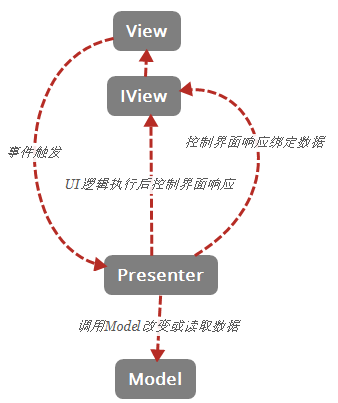 View
IView
控制界面响应绑定数据
事件触发
UI逻辑执行后控制界面响应
Presenter
调用Model改变或读取数据
Model